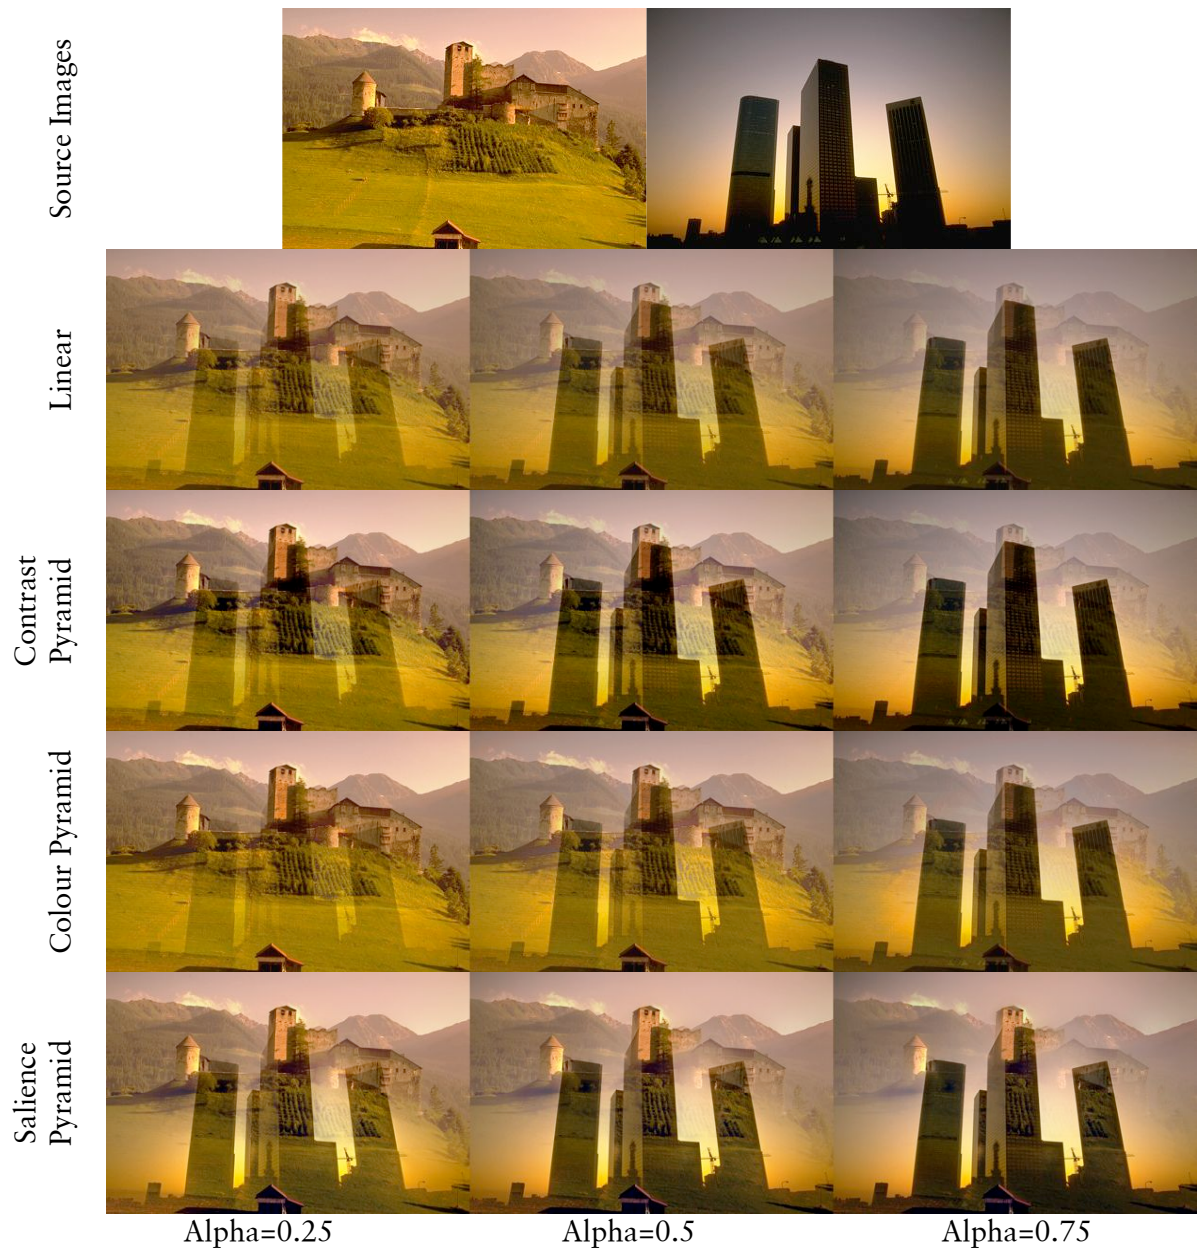 Source Images
Linear
Contrast
Pyramid
Colour Pyramid
Salience
Pyramid
Alpha=0.25
Alpha=0.5
Alpha=0.75